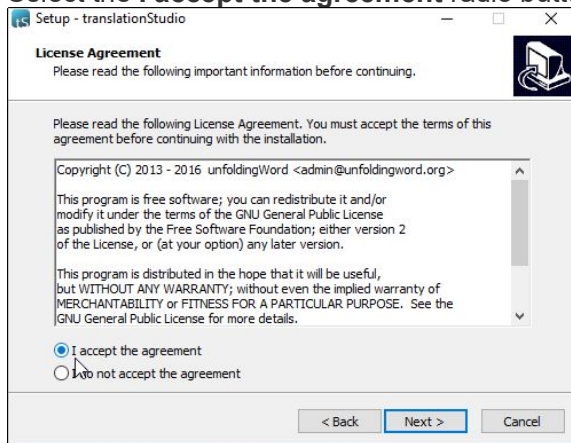 Select the I accept the agreement radio butt
tS Setup - translationStudio
License Agreement
Please read the following important information before continuing.
Please read the following License Agreement. You must accept the terms of this
agreement before continuing with the installation.
Copyright (C) 2013 - 2016 unfoldingWord <admin@unfoldingword.org>
This program is free software; you can redistribute it and/or
modify it under the terms of the GNU General Public License
as published by the Free Software Foundation; either version 2
of the License, or (at your option) any later version.
This program is distributed in the hope that it will be useful,
but WITHOUT ANY WARRANTY; without even the implied warranty of
MERCHANTABILITY or FITNESS FOR A PARTICULAR PURPOSE. See the
GNU General Public License for more details.
I accept the agreement
I do not accept the agreement
< Back Next > Cancel